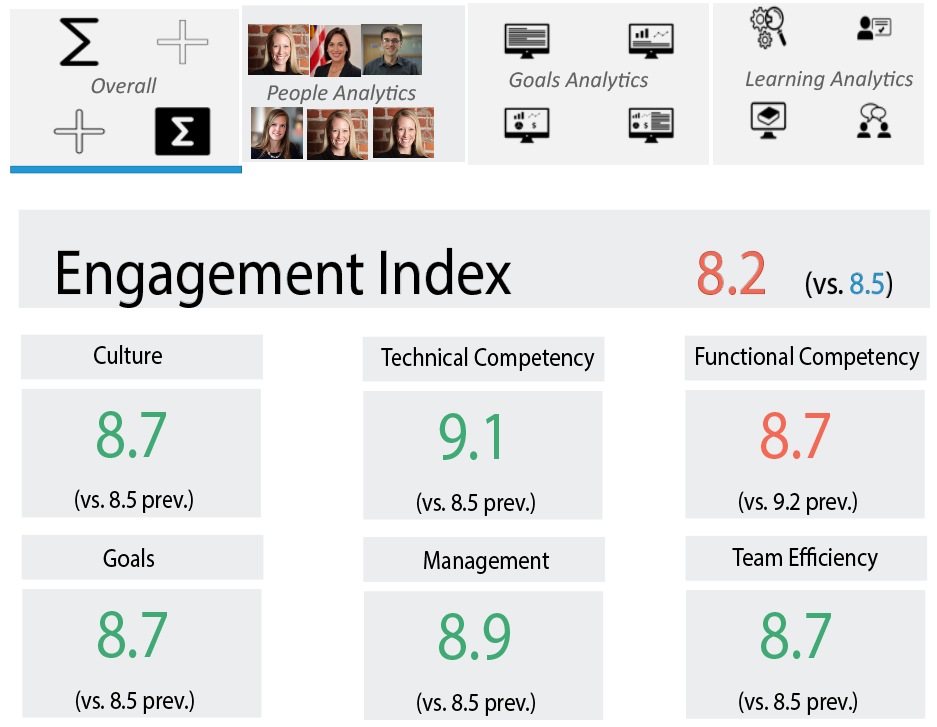 Overall
People Analytics
Goals Analytics
Learning Analytics
Engagement Index 8.2 (vs. 8.5)
Culture Technical Competency Functional Competency
8.7 9.1 8.7
(vs. 8.5 prev.) (vs. 8.5 prev.) (vs. 9.2 prev.)
Goals Management Team Efficiency
8.7 8.9 8.7
(vs. 8.5 prev.) (vs. 8.5 prev.) (vs. 8.5 prev.)